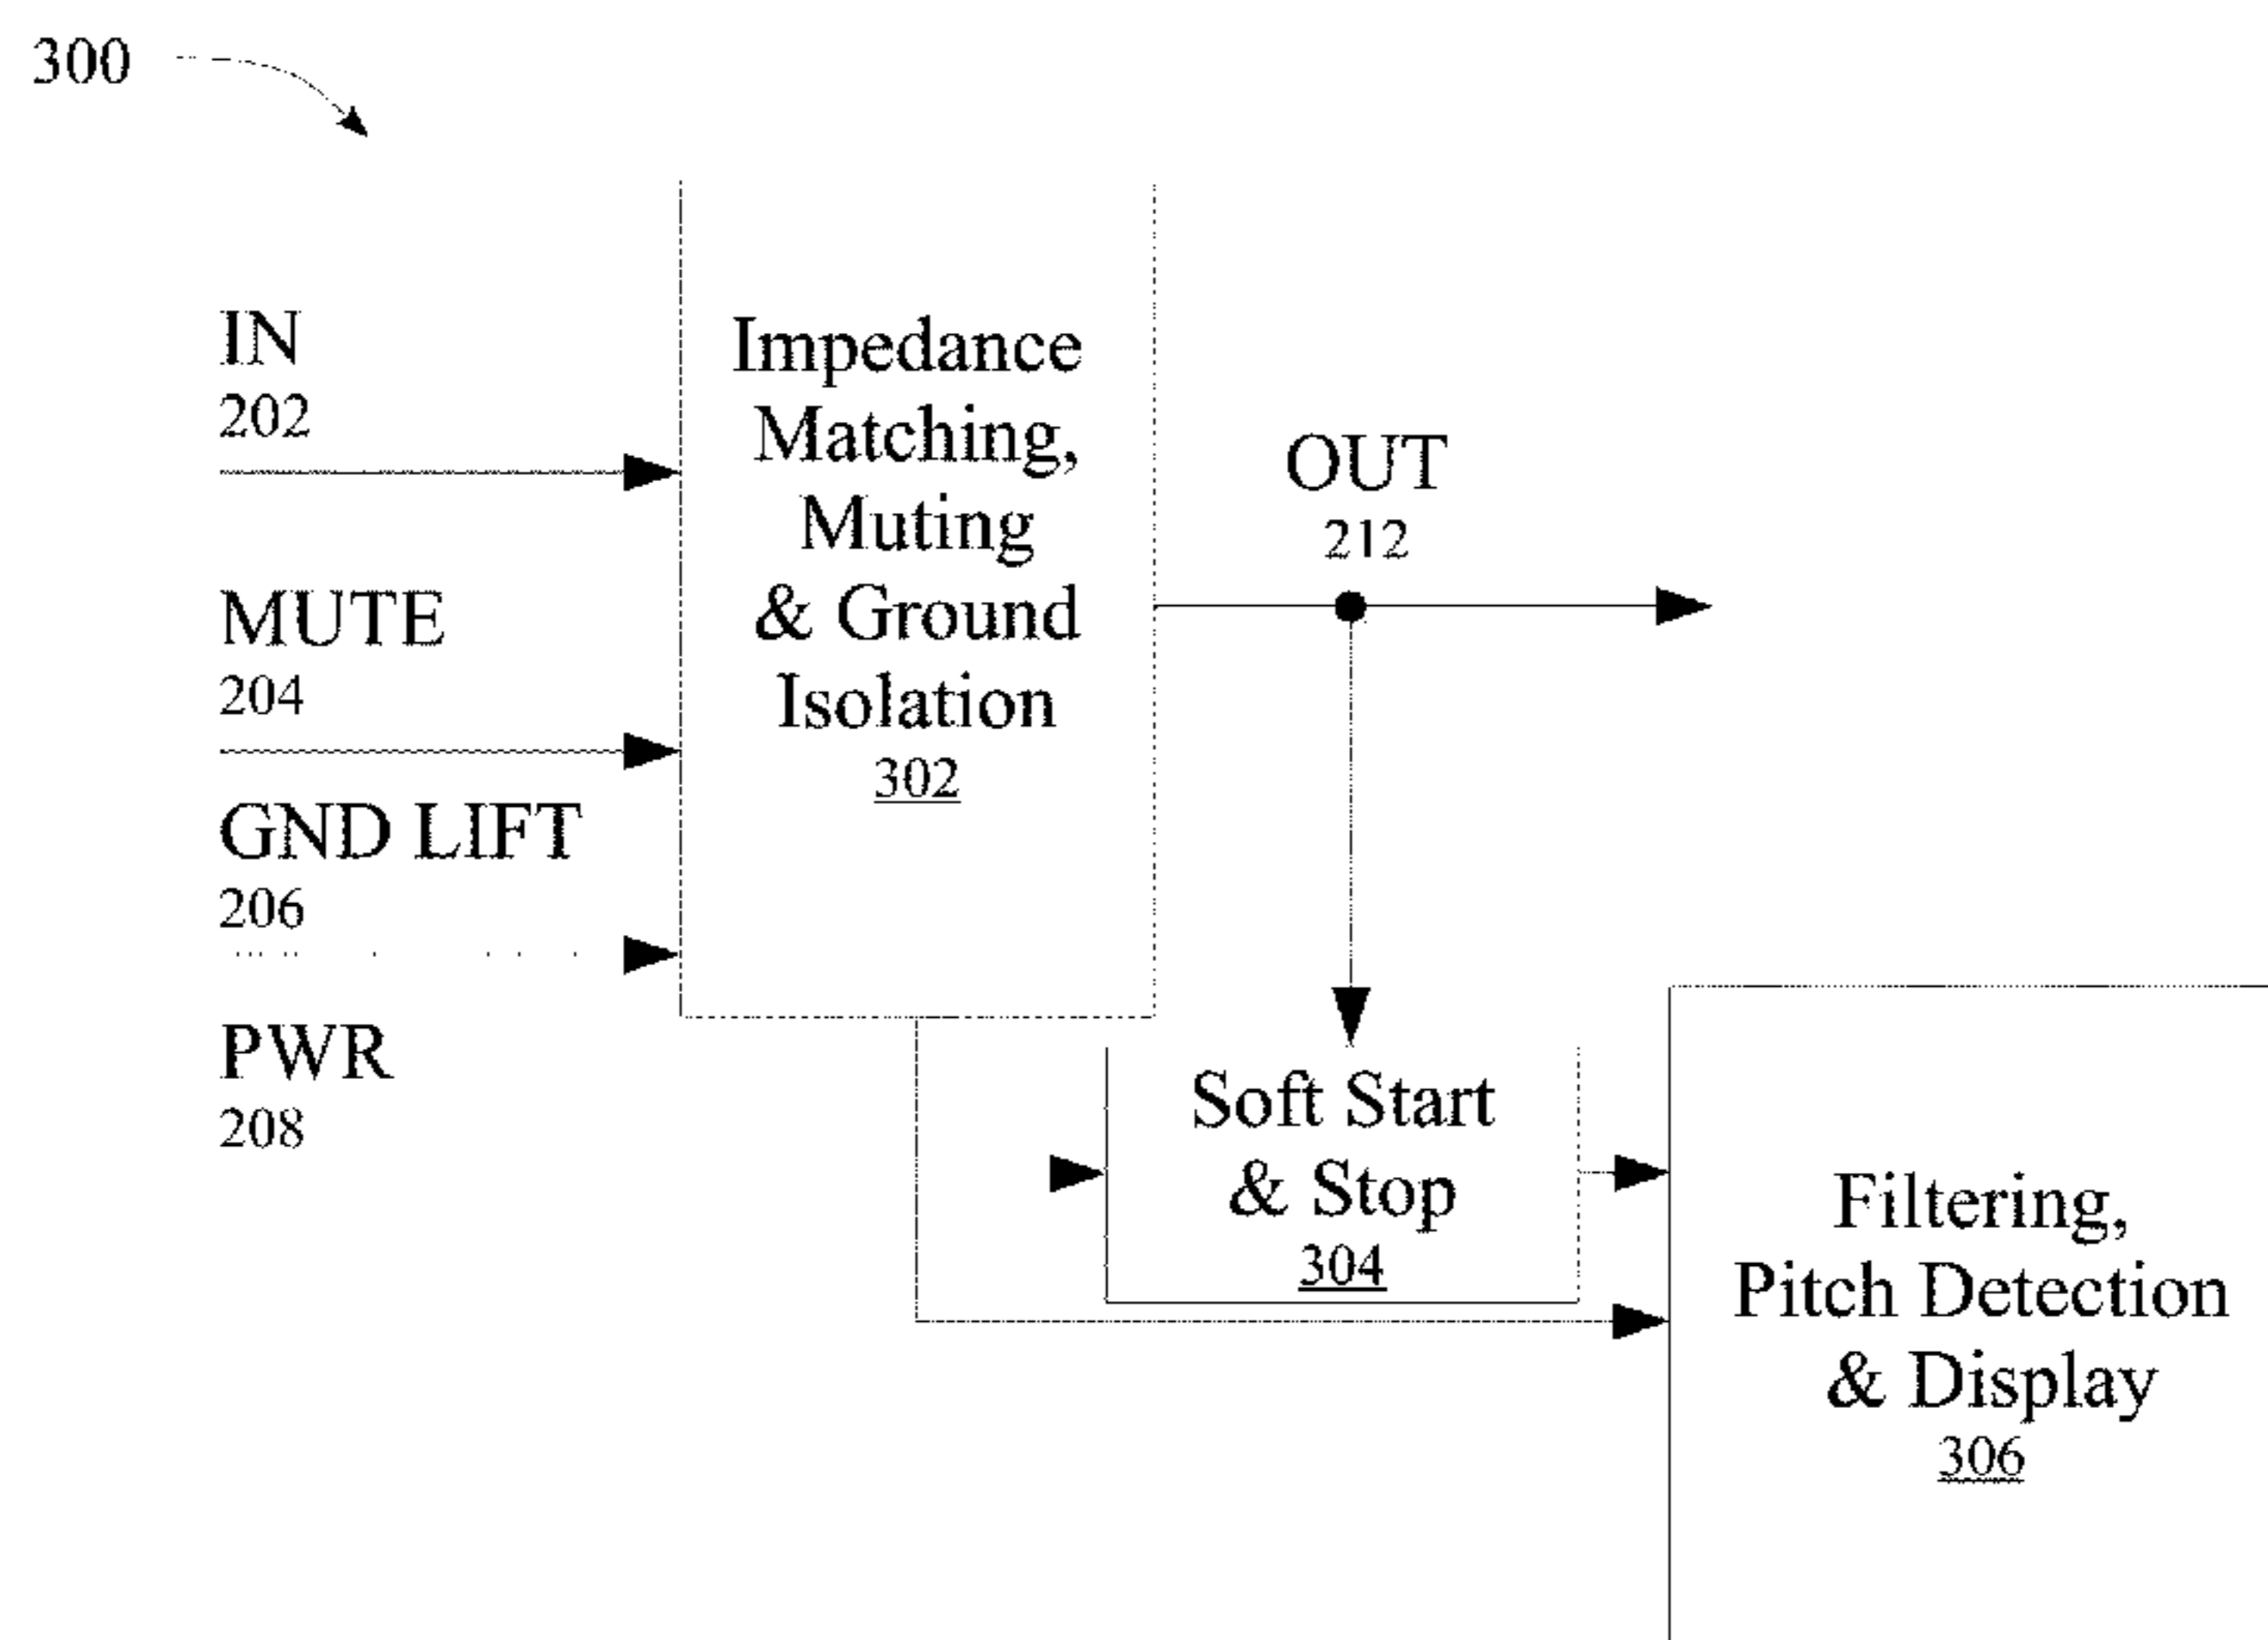 300
IN
202
MUTE
204
GND LIFT
206
PWR
208
Impedance
Matching,
Muting
& Ground
Isolation
302
OUT
212
Soft Start
& Stop
304
Filtering,
Pitch Detection
& Display
306